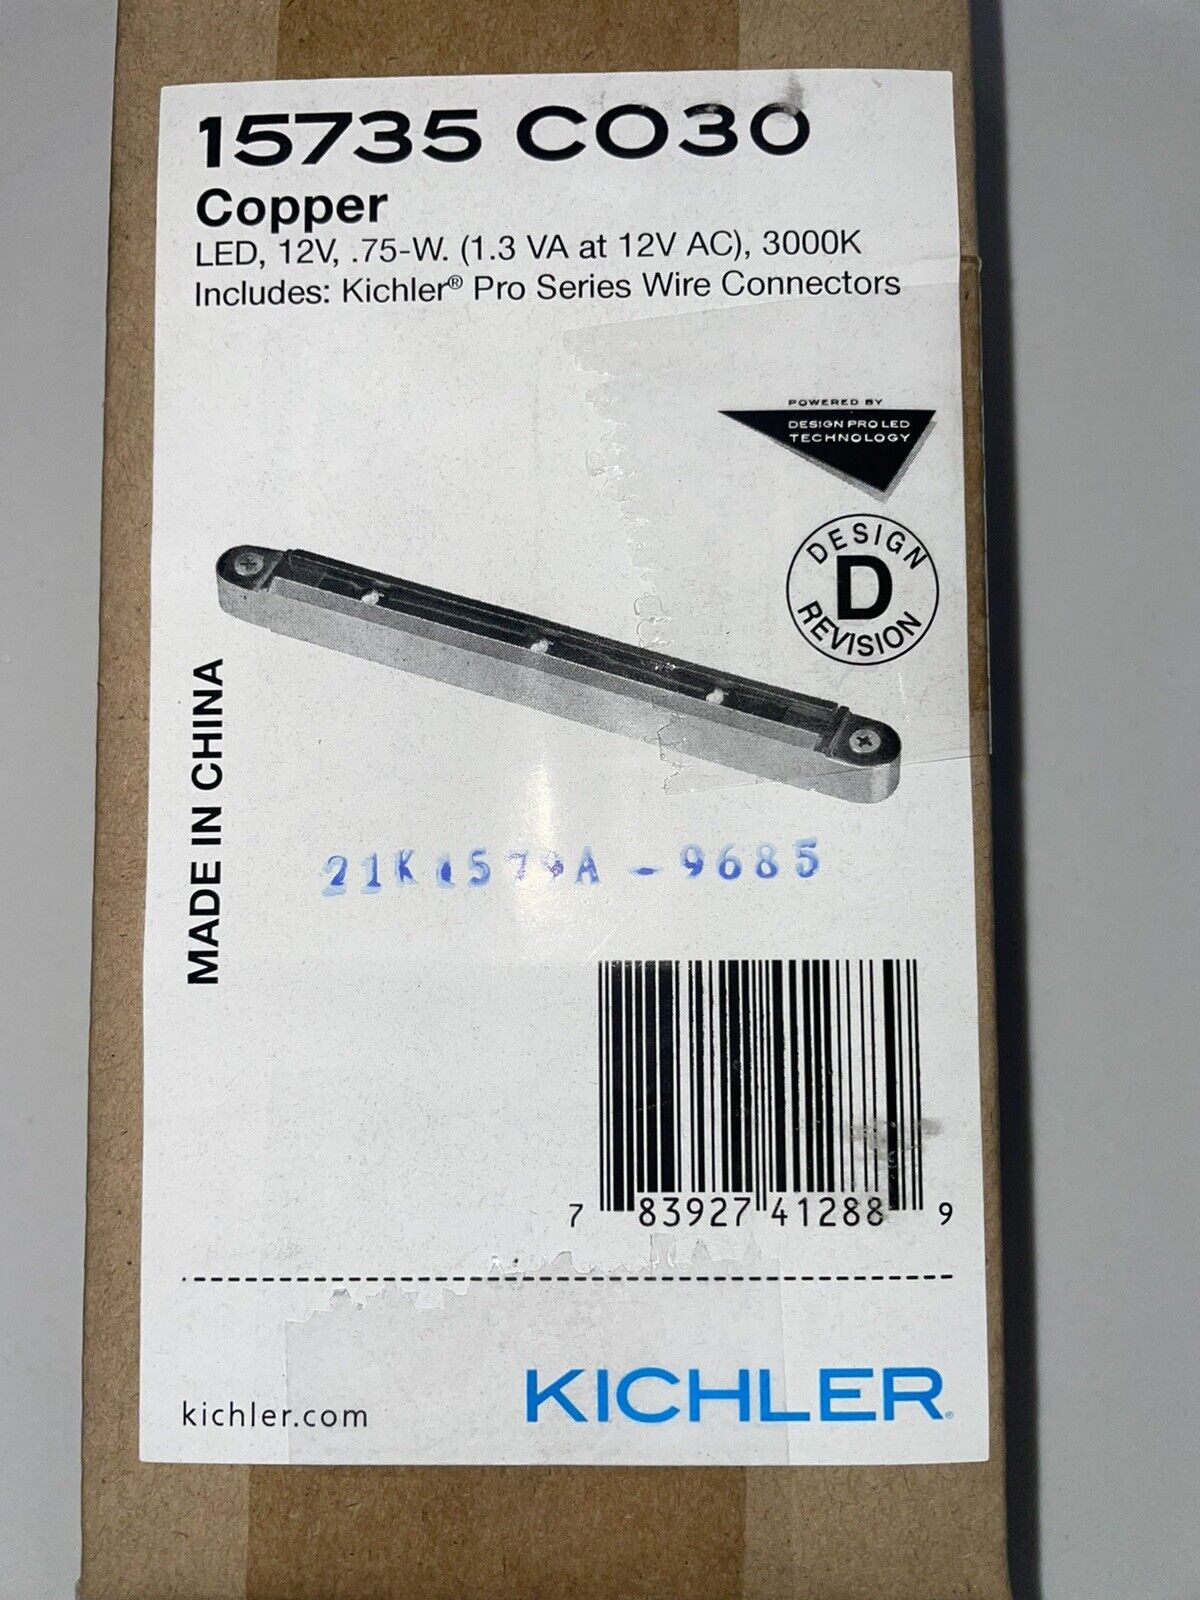 15735 CO30
Copper
LED, 12V, .75-W. (1.3 VA at 12V AC), 3000K
Includes: Kichler® Pro Series Wire Connectors
POWERED BY
DESIGN PRO LED
TECHNOLOGY
DESIGN
D
REVISION
MADE IN CHINA
- 9685
7 83927 41288 9
kichler.com
KICHLER®